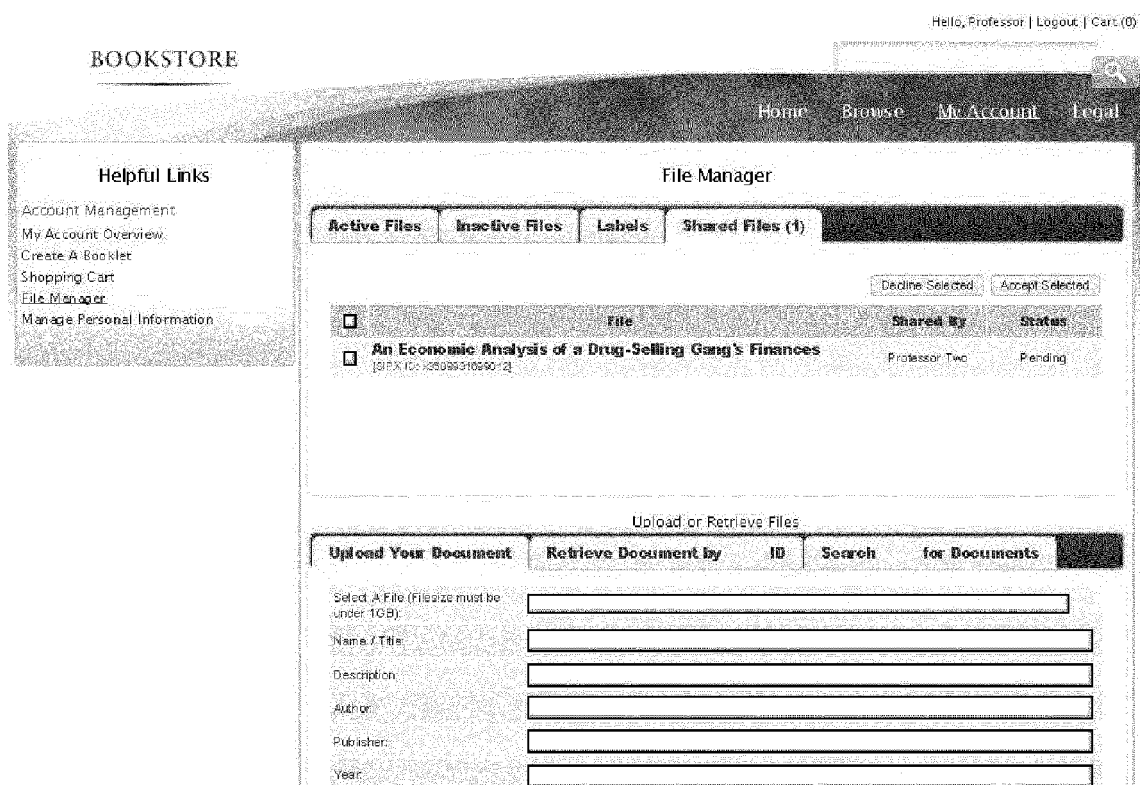 Hello, Professor | Logout | Cart (0)
BOOKSTORE
Home Browse My Account Legal
Helpful Links
Account Management
My Account Overview
Create A Booklet
Shopping Cart
File Manager
Manage Personal Information
File Manager
Active Files Inactive Files Labels Shared Files (1)
Decline Selected Accept Selected
File Shared By Status
An Economic Analysis of a Drug-Selling Gang's Finances Professor Two Pending
[SIPX ID:
Upload or Retrieve Files
Upload Your Document Retrieve Document by ID Search for Documents
Select A File (Filesize must be
under 1GB):
Name / Title:
Description:
Author:
Publisher:
Year: